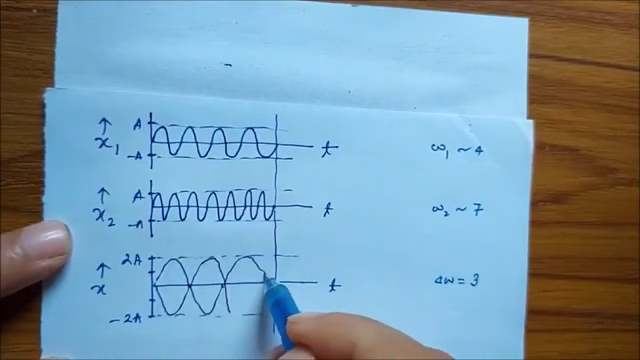 ↑ A
x₁ t ω₁ ~ 4
-A
↑ A
x₂ t ω₂ ~ 7
-A
↑ 2A
x t Δω = 3
-2A